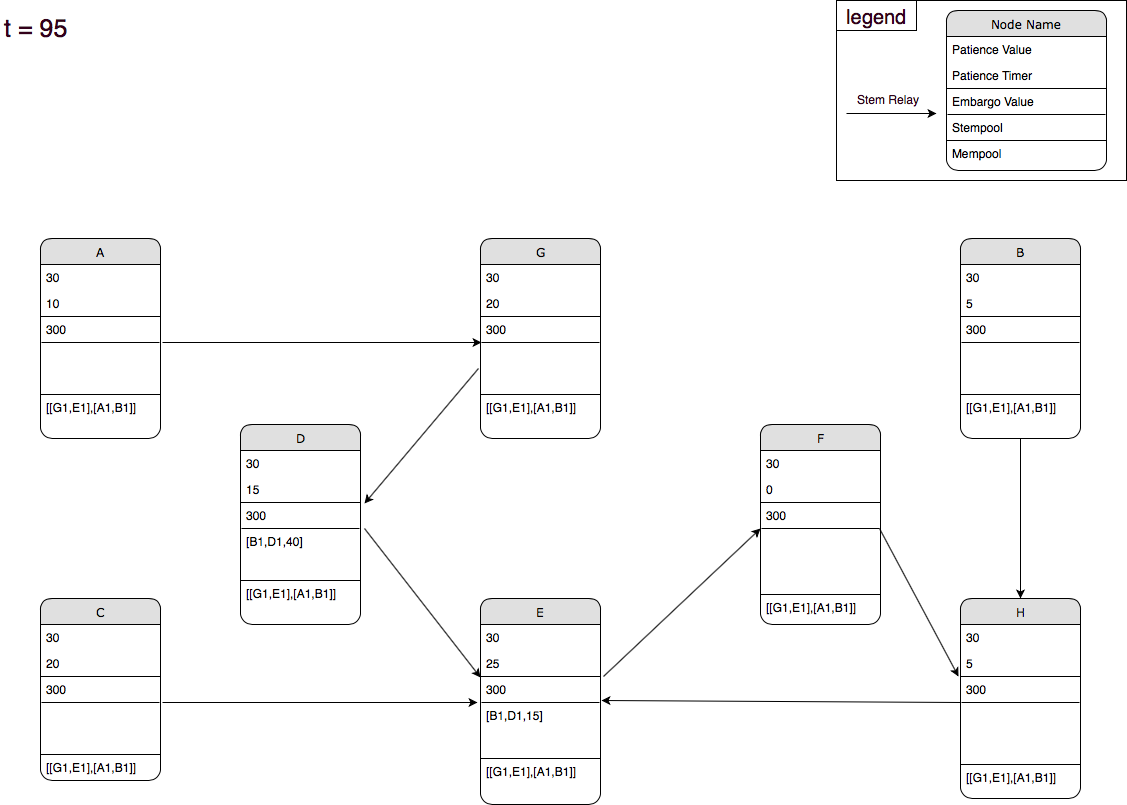 t = 95
legend
Node Name
Patience Value
Patience Timer
Stem Relay
Embargo Value
Stempool
Mempool
A
30
10
300
[[G1,E1],[A1,B1]]
G
30
20
300
[[G1,E1],[A1,B1]]
B
30
5
300
[[G1,E1],[A1,B1]]
D
30
15
300
[B1,D1,40]
[[G1,E1],[A1,B1]]
F
30
0
300
[[G1,E1],[A1,B1]]
C
30
20
300
[[G1,E1],[A1,B1]]
E
30
25
300
[B1,D1,15]
[[G1,E1],[A1,B1]]
H
30
5
300
[[G1,E1],[A1,B1]]